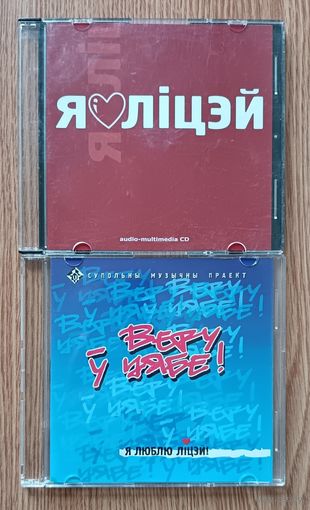 Я ліцэй
audio-multimedia CD
СУПОЛЬНЫ МУЗЫЧНЫ ПРАЕКТ
Веру
ў цябе!
Я ЛЮБЛЮ ЛІЦЭЙ!